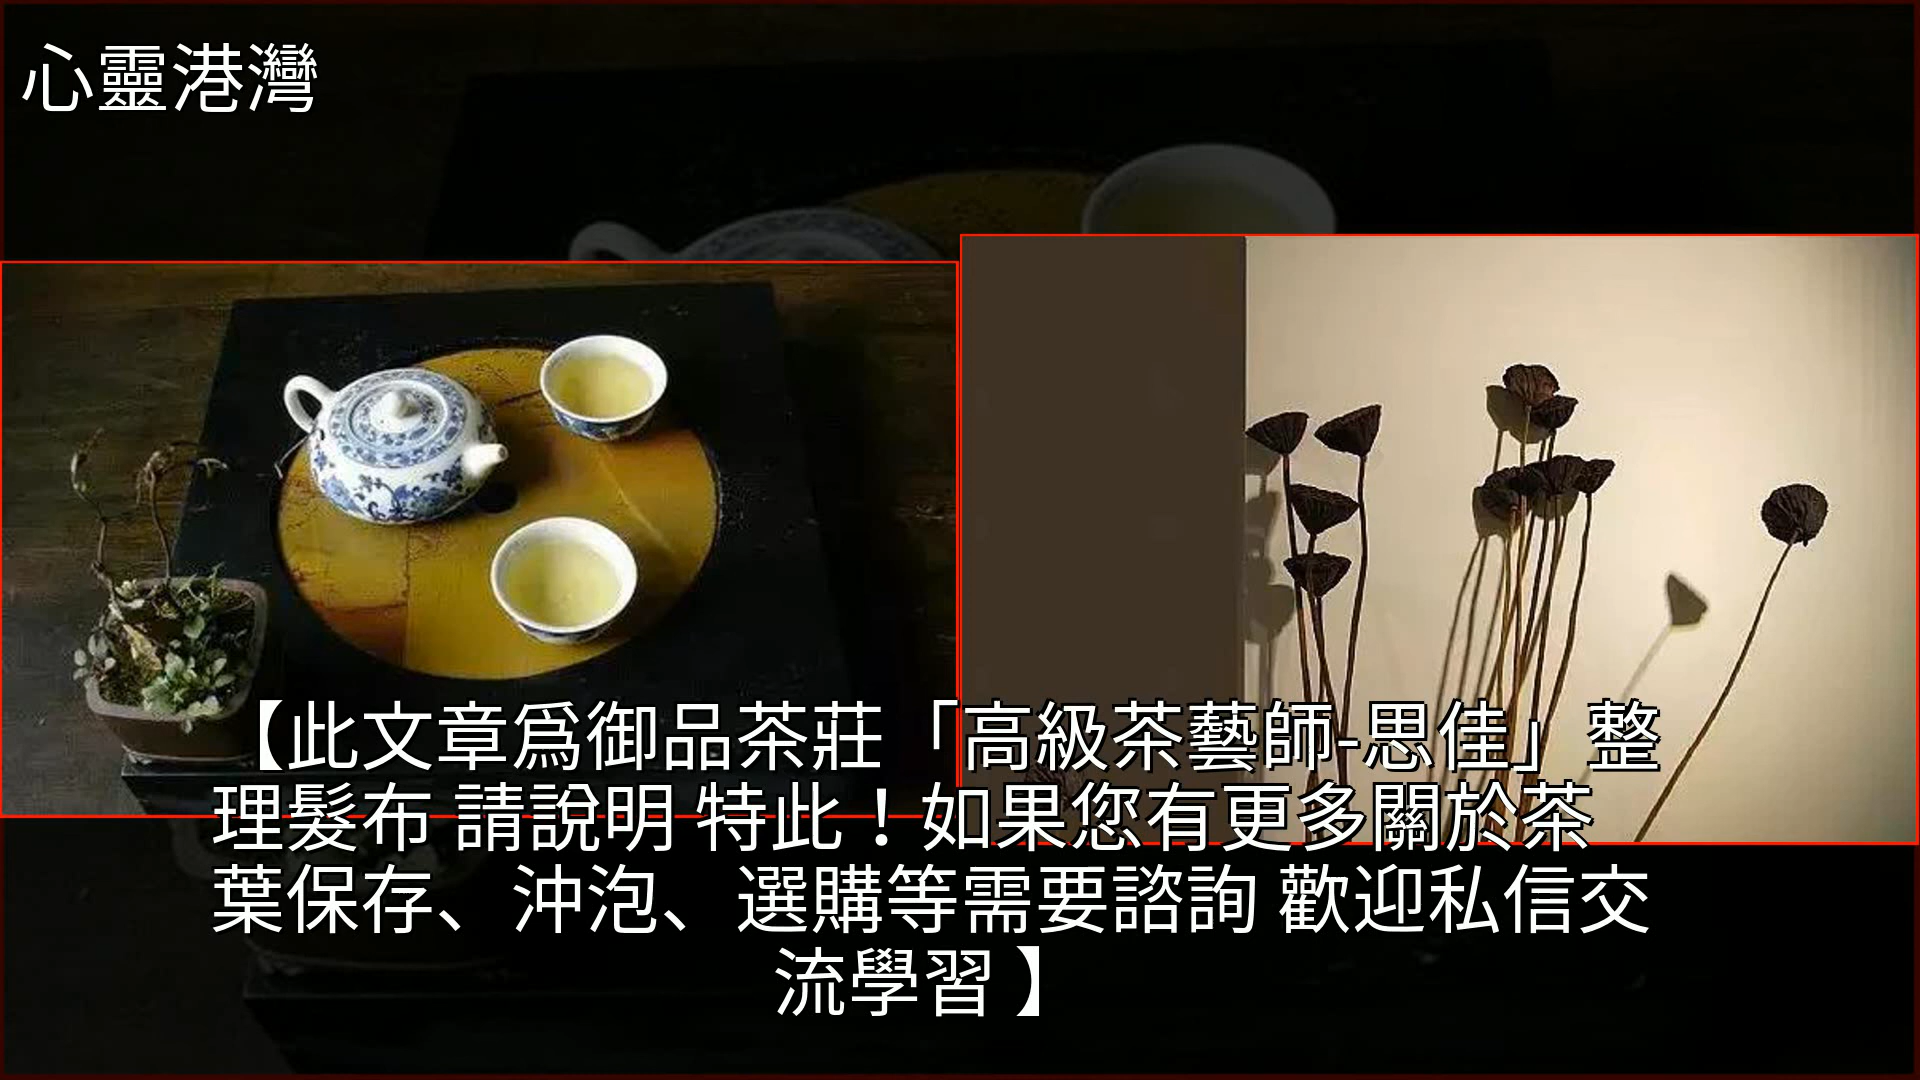 心靈港灣
【此文章爲御品茶莊「高級茶藝師-思佳」整
理髮布 請說明 特此！如果您有更多關於茶
葉保存、沖泡、選購等需要諮詢 歡迎私信交
流學習 】